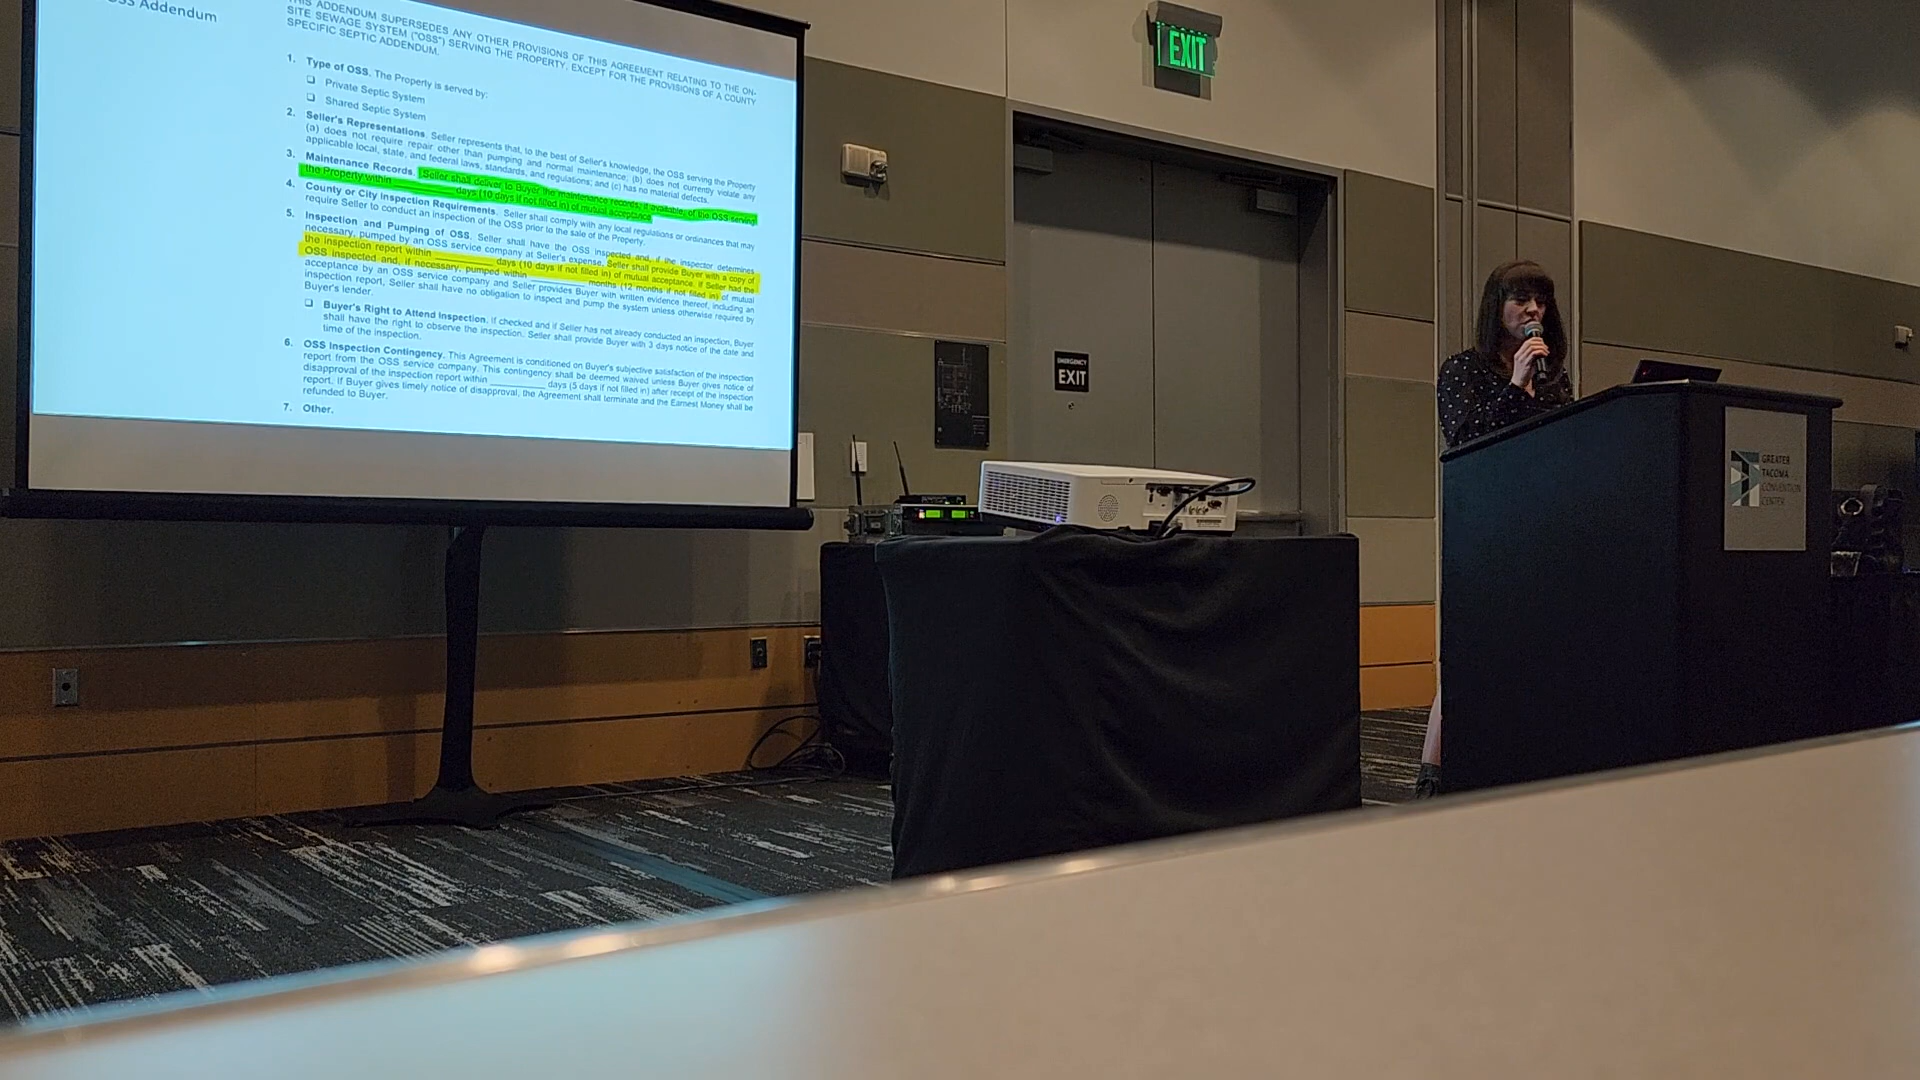 OSS Addendum
THIS ADDENDUM SUPERSEDES ANY OTHER PROVISIONS OF THIS AGREEMENT RELATING TO THE ON-
SITE SEWAGE SYSTEM ("OSS") SERVING THE PROPERTY, EXCEPT FOR THE PROVISIONS OF A COUNTY
SPECIFIC SEPTIC ADDENDUM.
1. Type of OSS. The Property is served by:
❏ Private Septic System
❏ Shared Septic System
2. Seller's Representations. Seller represents that, to the best of Seller's knowledge, the OSS serving the Property
(a) does not require repair other than pumping and normal maintenance; (b) does not currently violate any
applicable local, state, and federal laws, standards, and regulations; and (c) has no material defects.
3. Maintenance Records. Seller shall deliver to Buyer the maintenance records, if available, of the OSS serving
the Property within ________ days (10 days if not filled in) of mutual acceptance.
4. County or City Inspection Requirements. Seller shall comply with any local regulations or ordinances that may
require Seller to conduct an inspection of the OSS prior to the sale of the Property.
5. Inspection and Pumping of OSS. Seller shall have the OSS inspected and, if the inspector determines
necessary, pumped by an OSS service company at Seller's expense. Seller shall provide Buyer with a copy of
the inspection report within ________ days (10 days if not filled in) of mutual acceptance. If Seller had the
OSS inspected and, if necessary, pumped within ________ months (12 months if not filled in) of mutual
acceptance by an OSS service company and Seller provides Buyer with written evidence thereof, including an
inspection report, Seller shall have no obligation to inspect and pump the system unless otherwise required by
Buyer's lender.
❏ Buyer's Right to Attend Inspection. If checked and if Seller has not already conducted an inspection, Buyer
shall have the right to observe the inspection. Seller shall provide Buyer with 3 days notice of the date and
time of the inspection.
6. OSS Inspection Contingency. This Agreement is conditioned on Buyer's subjective satisfaction of the inspection
report from the OSS service company. This contingency shall be deemed waived unless Buyer gives notice of
disapproval of the inspection report within ________ days (5 days if not filled in) after receipt of the inspection
report. If Buyer gives timely notice of disapproval, the Agreement shall terminate and the Earnest Money shall be
refunded to Buyer.
7. Other.
EXIT
EMERGENCY
EXIT
GREATER
TACOMA
CONVENTION
CENTER